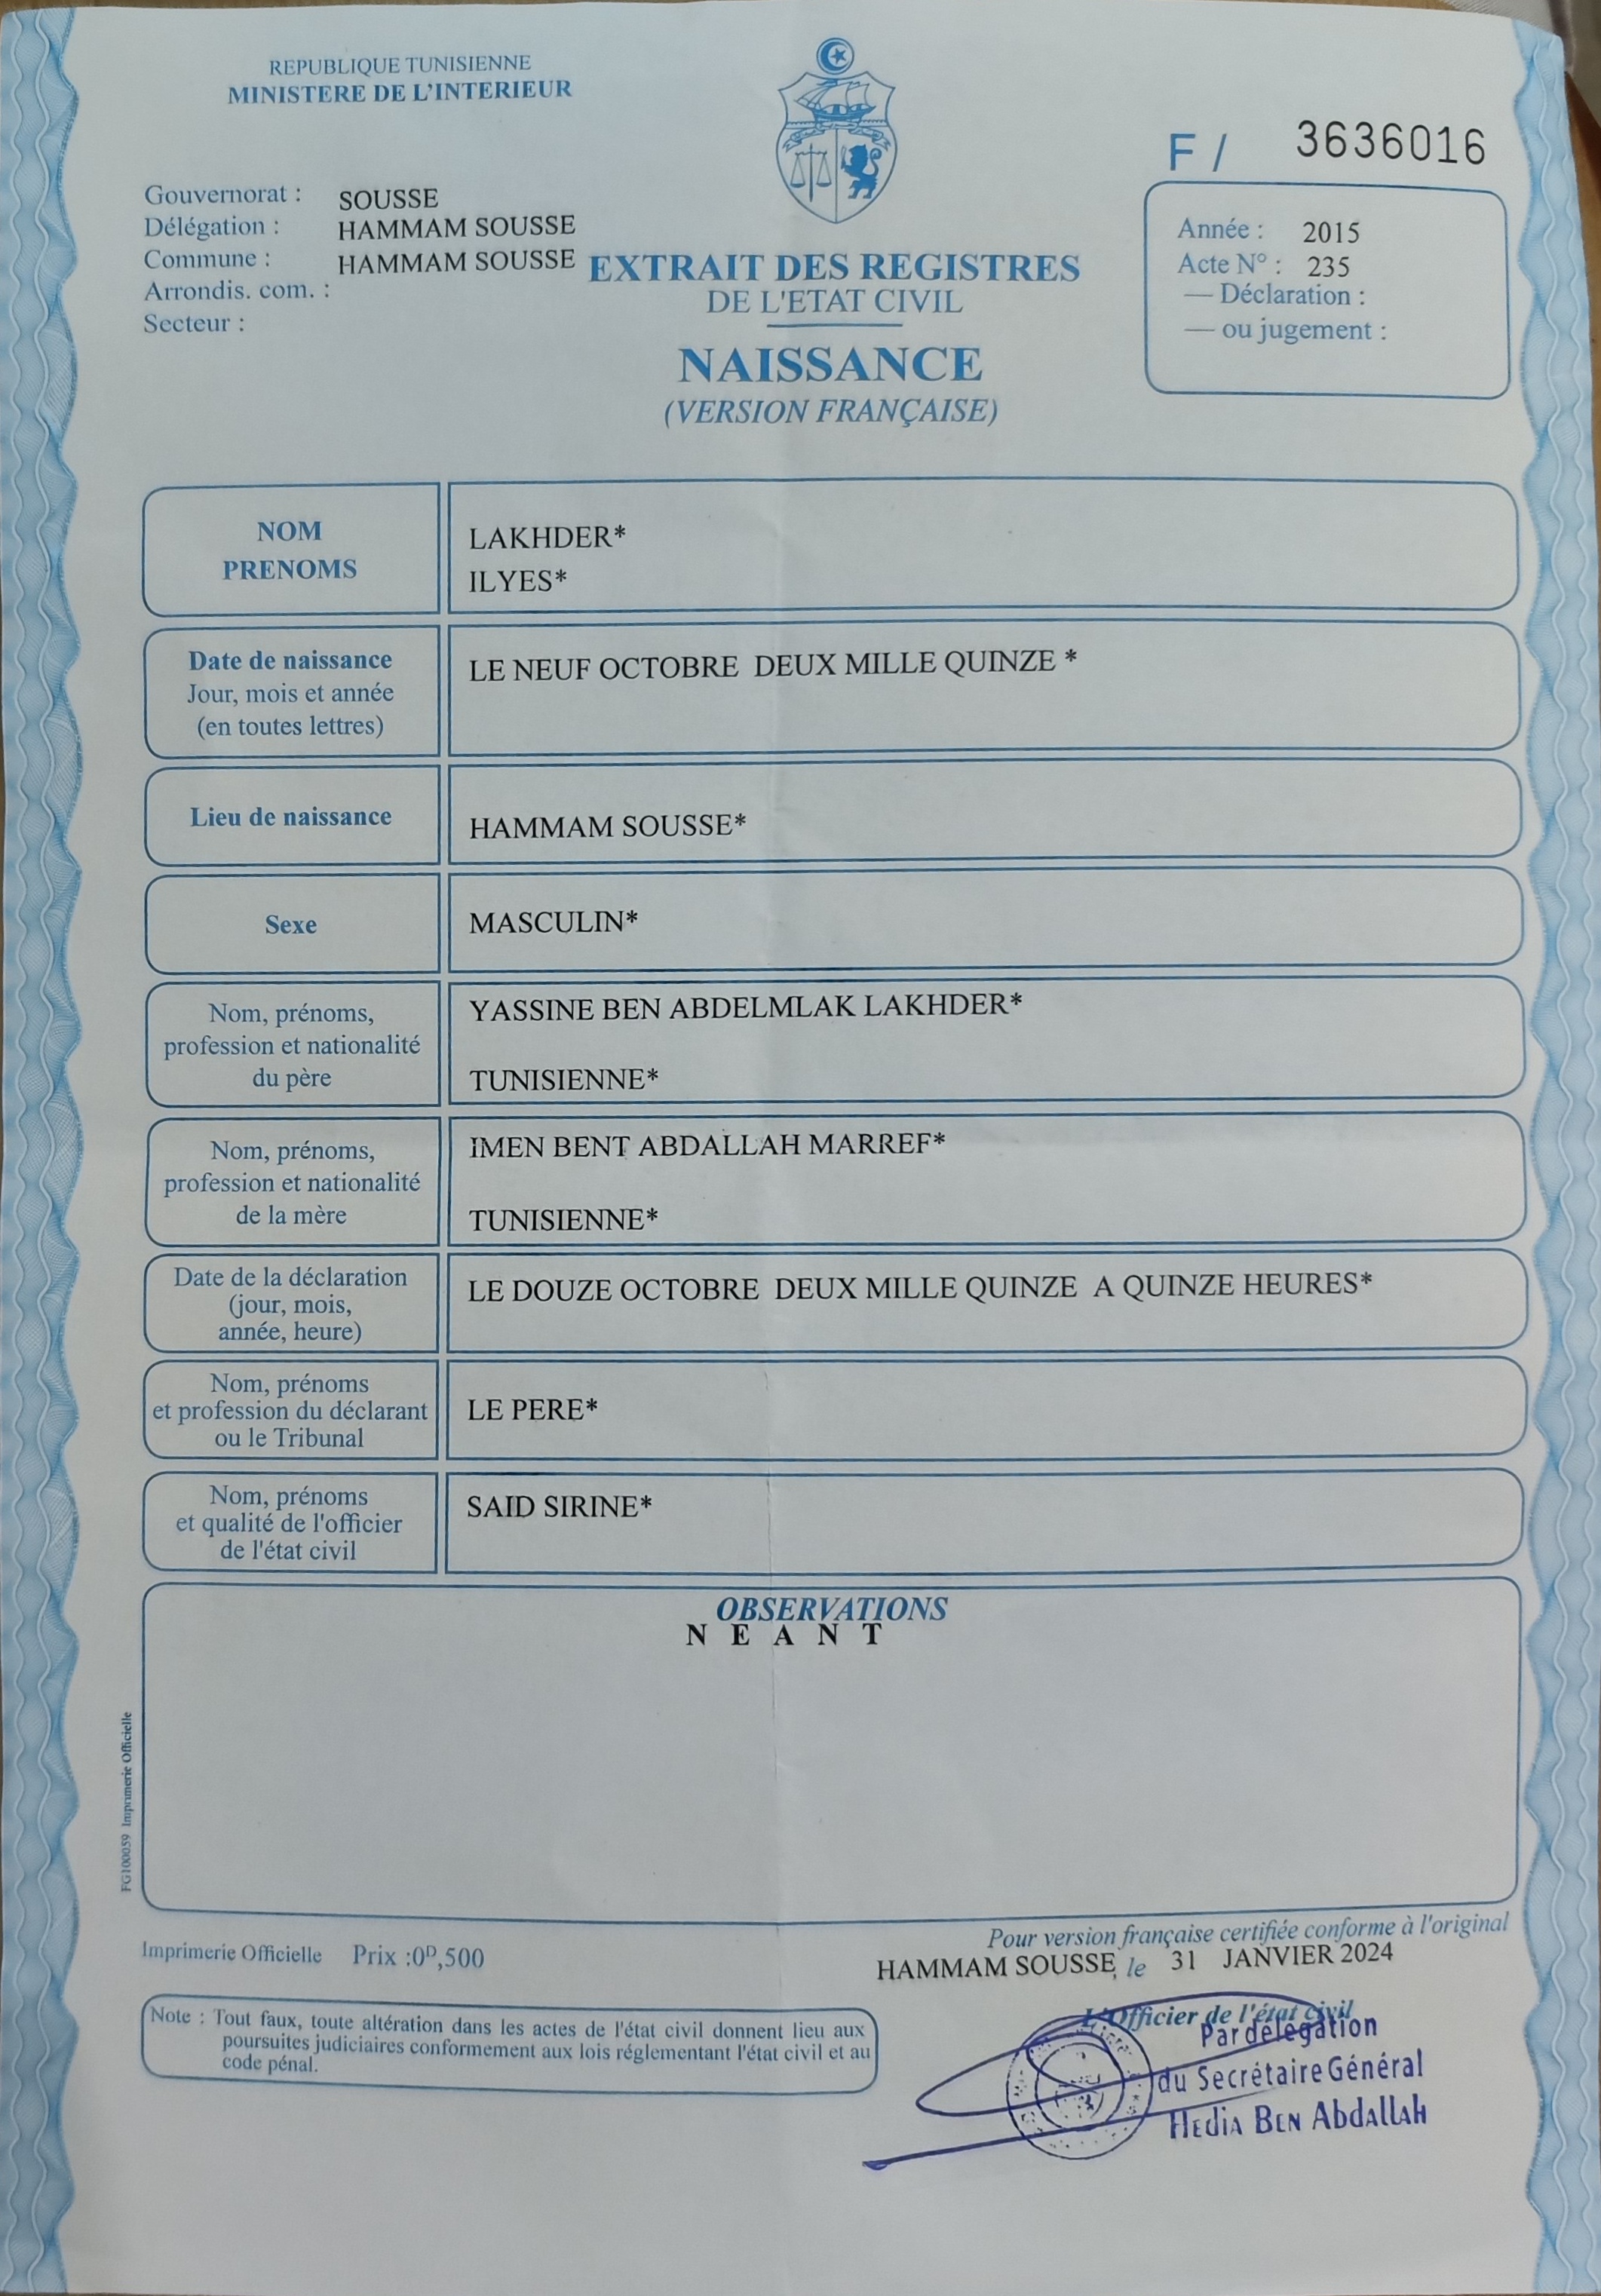 REPUBLIQUE TUNISIENNE
MINISTERE DE L'INTERIEUR
F / 3636016
Gouvernorat : SOUSSE
Délégation : HAMMAM SOUSSE
Commune : HAMMAM SOUSSE
Arrondis. com. :
Secteur :
EXTRAIT DES REGISTRES
DE L'ETAT CIVIL
NAISSANCE
(VERSION FRANÇAISE)
Année : 2015
Acte N° : 235
— Déclaration :
— ou jugement :
NOM
PRENOMS
LAKHDER*
ILYES*
Date de naissance
Jour, mois et année
(en toutes lettres)
LE NEUF OCTOBRE DEUX MILLE QUINZE *
Lieu de naissance
HAMMAM SOUSSE*
Sexe
MASCULIN*
Nom, prénoms,
profession et nationalité
du père
YASSINE BEN ABDELMLAK LAKHDER*
TUNISIENNE*
Nom, prénoms,
profession et nationalité
de la mère
IMEN BENT ABDALLAH MARREF*
TUNISIENNE*
Date de la déclaration
(jour, mois,
année, heure)
LE DOUZE OCTOBRE DEUX MILLE QUINZE A QUINZE HEURES*
Nom, prénoms
et profession du déclarant
ou le Tribunal
LE PERE*
Nom, prénoms
et qualité de l'officier
de l'état civil
SAID SIRINE*
OBSERVATIONS
N E A N T
FG100059 Imprimerie Officielle
Imprimerie Officielle Prix :0ᴰ,500
Pour version française certifiée conforme à l'original
HAMMAM SOUSSE, le 31 JANVIER 2024
Note : Tout faux, toute altération dans les actes de l'état civil donnent lieu aux
poursuites judiciaires conformement aux lois réglementant l'état civil et au
code pénal.
L'Officier de l'état civil
Par délégation
du Secrétaire Général
Hedia Ben Abdallah